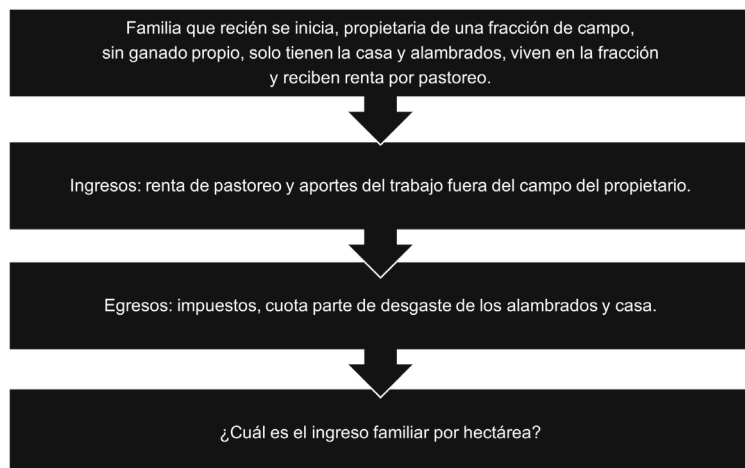 Familia que recién se inicia, propietaria de una fracción de campo,
sin ganado propio, solo tienen la casa y alambrados, viven en la fracción
y reciben renta por pastoreo.
Ingresos: renta de pastoreo y aportes del trabajo fuera del campo del propietario.
Egresos: impuestos, cuota parte de desgaste de los alambrados y casa.
¿Cuál es el ingreso familiar por hectárea?